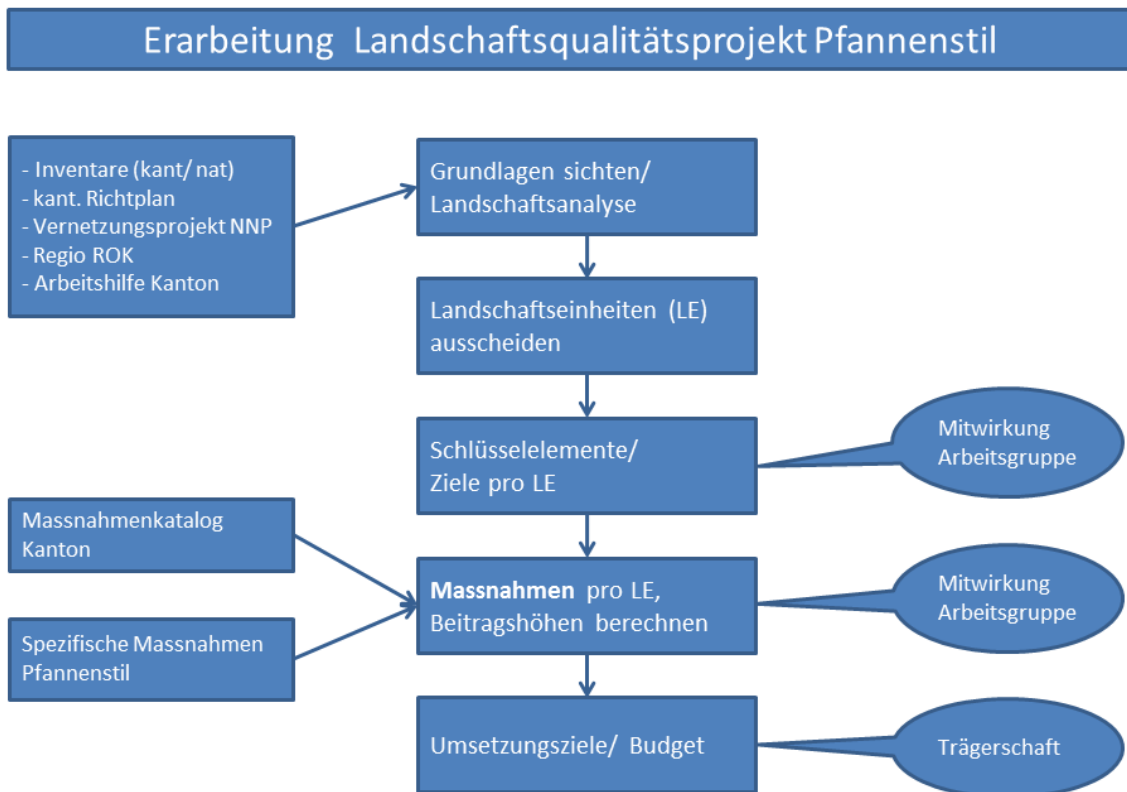 Erarbeitung Landschaftsqualitätsprojekt Pfannenstil
- Inventare (kant/ nat)
- kant. Richtplan
- Vernetzungsprojekt NNP
- Regio ROK
- Arbeitshilfe Kanton
Grundlagen sichten/
Landschaftsanalyse
Landschaftseinheiten (LE)
ausscheiden
Schlüsselelemente/
Ziele pro LE
Mitwirkung
Arbeitsgruppe
Massnahmenkatalog
Kanton
Spezifische Massnahmen
Pfannenstil
Massnahmen pro LE,
Beitragshöhen berechnen
Mitwirkung
Arbeitsgruppe
Umsetzungsziele/ Budget
Trägerschaft